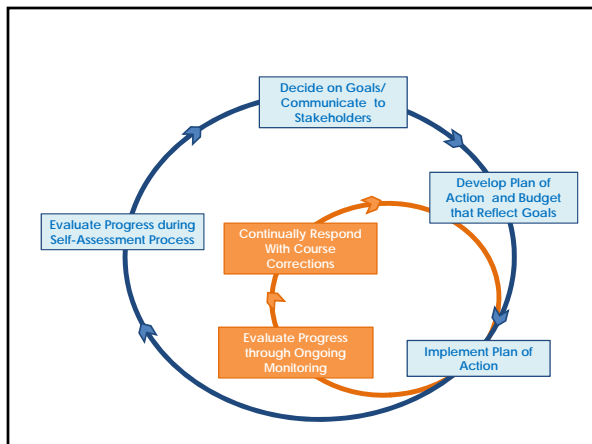 Decide on Goals/
Communicate to
Stakeholders
Develop Plan of
Action and Budget
that Reflect Goals
Evaluate Progress during
Self-Assessment Process
Continually Respond
With Course
Corrections
Evaluate Progress
through Ongoing
Monitoring
Implement Plan of
Action